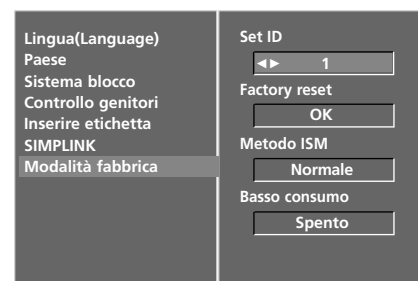 Lingua(Language)
Paese
Sistema blocco
Controllo genitori
Inserire etichetta
SIMPLINK
Modalità fabbrica
Set ID
◄► 1
Factory reset
OK
Metodo ISM
Normale
Basso consumo
Spento